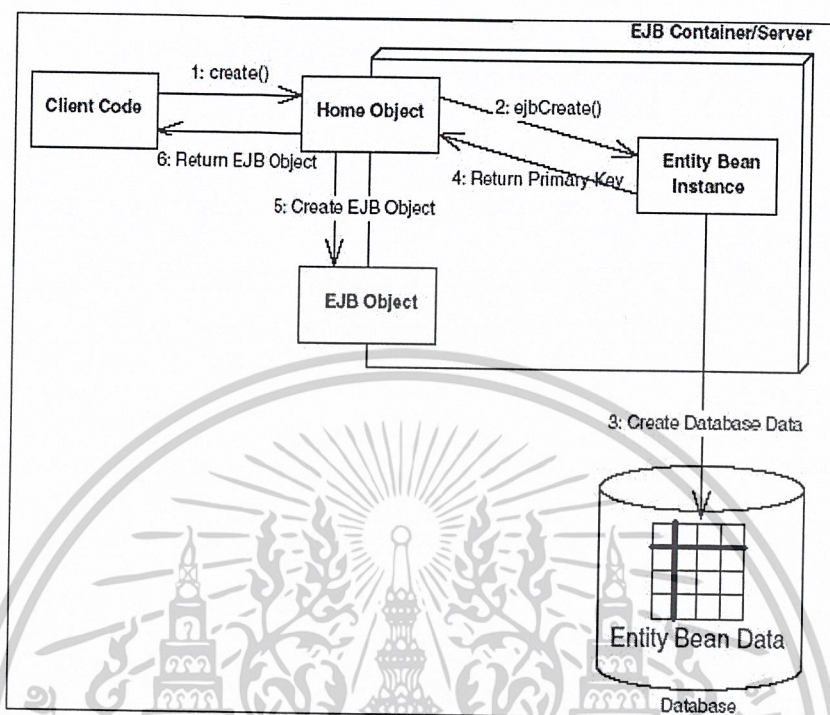 EJB Container/Server
1: create()
Client Code
Home Object
2: ejbCreate()
6: Return EJB Object
4: Return Primary Key
Entity Bean
Instance
5: Create EJB Object
EJB Object
3: Create Database Data
Entity Bean Data
Database